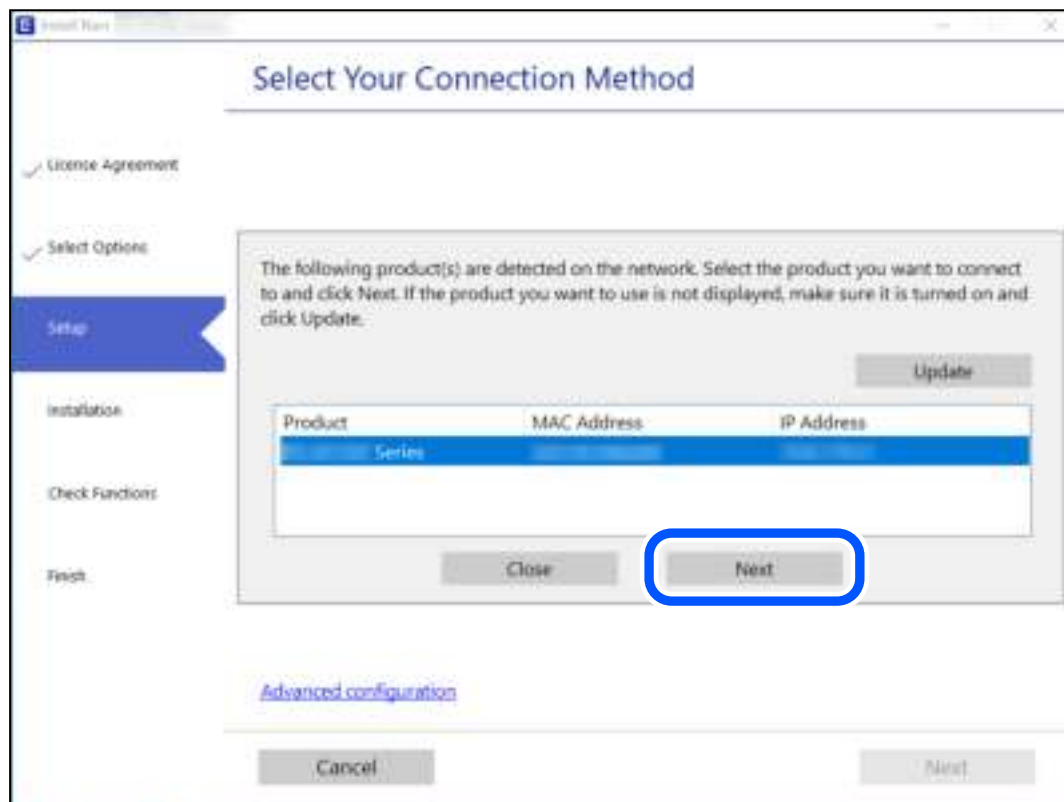 Install Navi
Select Your Connection Method
License Agreement
Select Options
Setup
Installation
Check Functions
Finish
The following product(s) are detected on the network. Select the product you want to connect
to and click Next. If the product you want to use is not displayed, make sure it is turned on and
click Update.
Update
Product MAC Address IP Address
Series
Close Next
Advanced configuration
Cancel Next